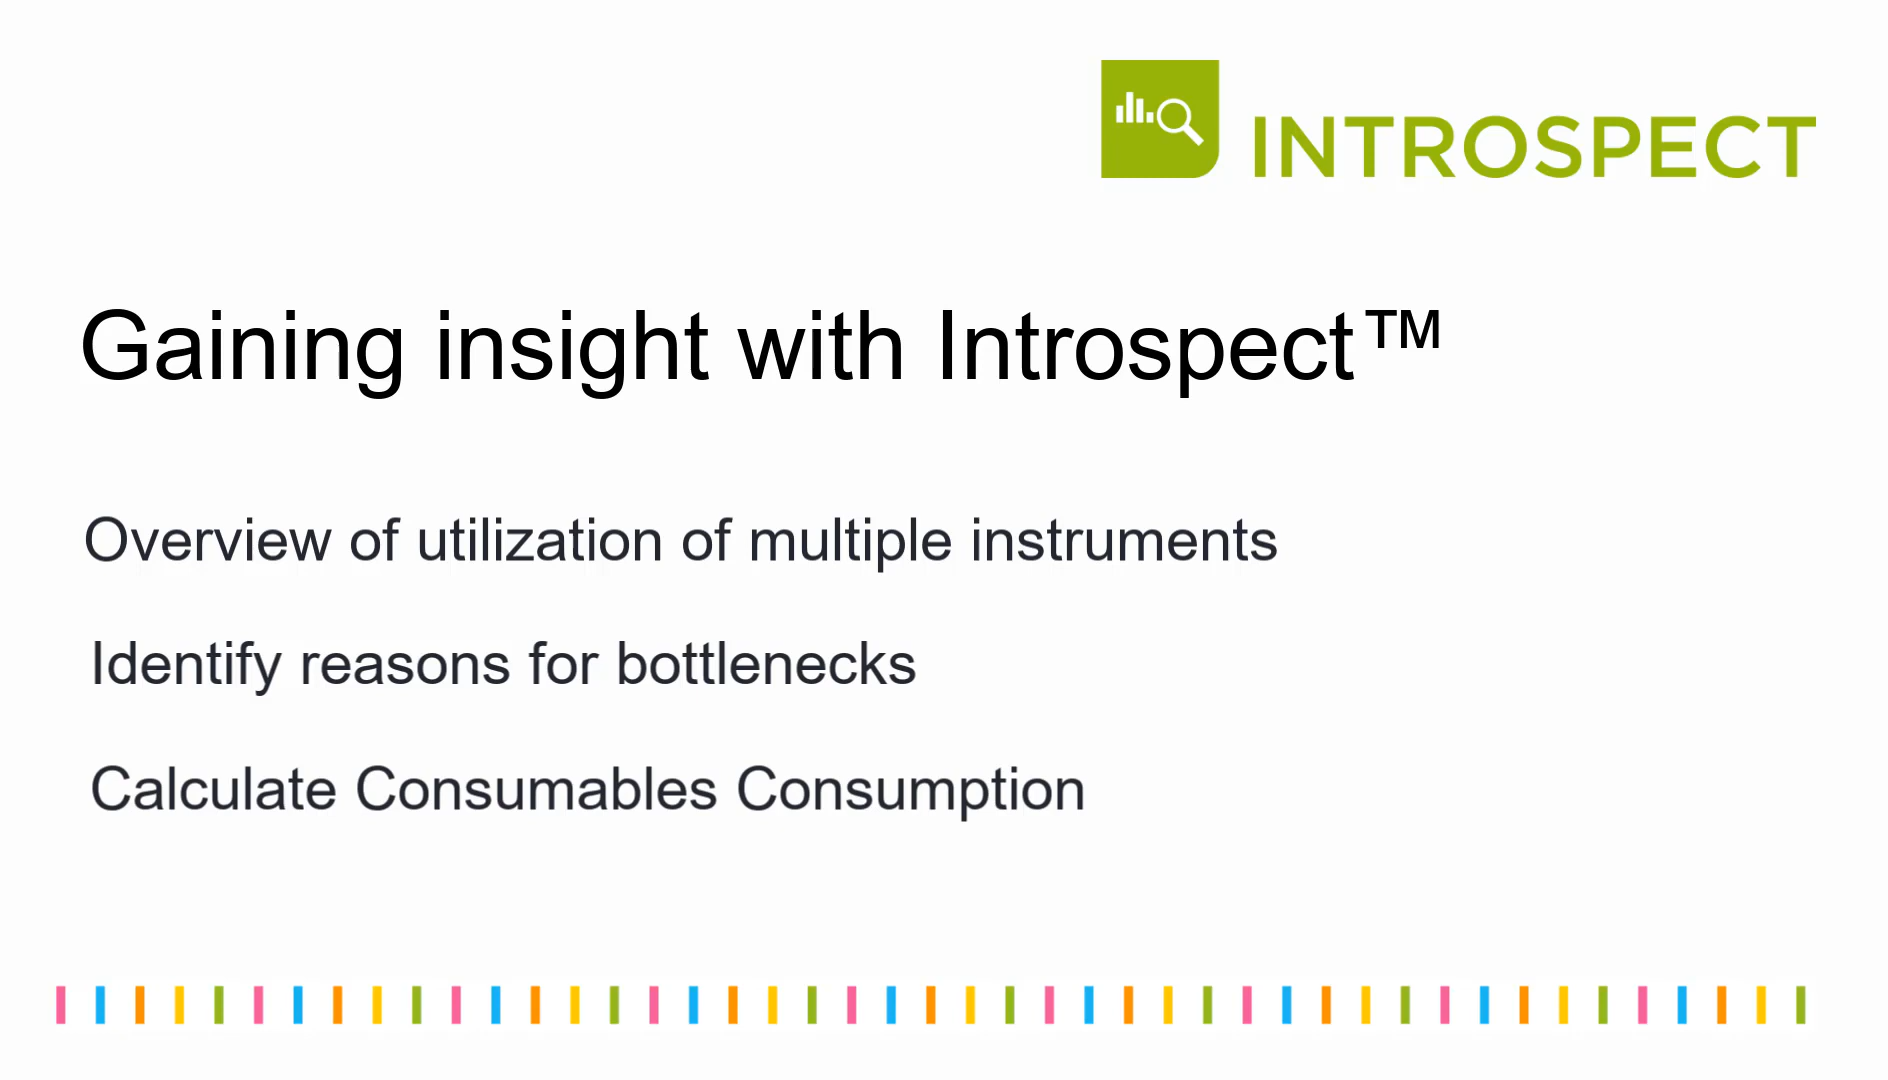 INTROSPECT
Gaining insight with Introspect™
Overview of utilization of multiple instruments
Identify reasons for bottlenecks
Calculate Consumables Consumption